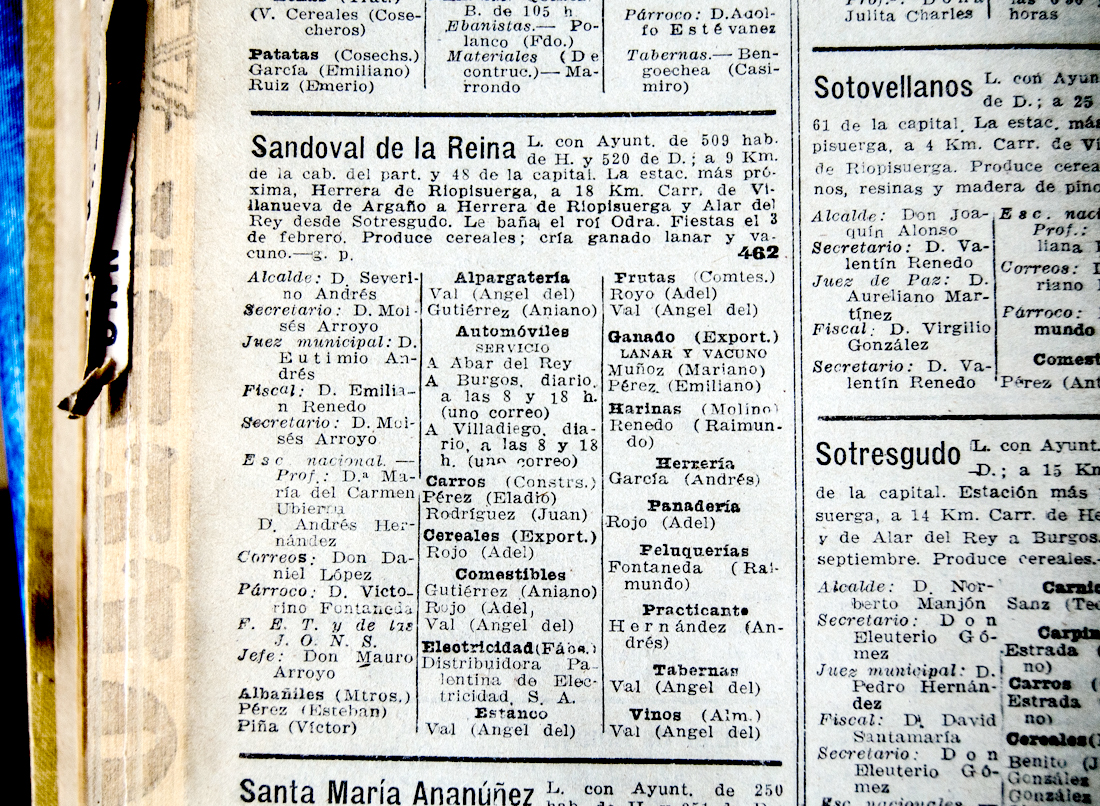 (V. Cereales (Cose-
cheros)
Patatas (Cosechs.)
García (Emiliano)
Ruiz (Emerio)
B. de 105 h
Ebanistas.— Po-
lanco (Fdo.)
Materiales (De
contruc.)— Ma-
rrondo
Párroco: D. Adol-
fo Estévanez
Tabernas.— Ben-
goechea (Casi-
miro)
Sandoval de la Reina L. con Ayunt. de 509 hab.
de H. y 520 de D.; a 9 Km.
de la cab. del part. y 48 de la capital. La estac. más pró-
xima, Herrera de Riopisuerga, a 18 Km. Carr. de Vi-
llanueva de Argaño a Herrera de Riopisuerga y Alar del
Rey desde Sotresgudo. Le baña el roí Odra. Fiestas el 3
de febrero. Produce cereales; cría ganado lanar y va-
cuno.—g. p. 462
Alcalde: D. Severi-
no Andrés
Secretario: D. Moi-
sés Arroyo
Juez municipal: D.
Eutimio An-
drés
Fiscal: D. Emilia-
n Renedo
Secretario: D. Moi-
sés Arroyo
Esc. nacional. —
Prof.: D.ª Ma-
ría del Carmen
Ubierna
D. Andrés Her-
nández
Correos: Don Da-
niel López
Párroco: D. Victo-
rino Fontaneda
F. E. T. y de las
J. O. N. S.
Jefe: Don Mauro
Arroyo
Albañiles (Mtros.)
Pérez (Esteban)
Piña (Víctor)
Alpargatería
Val (Angel del)
Gutiérrez (Aniano)
Automóviles
SERVICIO
A Abar del Rey
A Burgos, diario,
a las 8 y 18 h.
(uno correo)
A Villadiego, dia-
rio, a las 8 y 18
h. (uno correo)
Carros (Constrs.)
Pérez (Eladio)
Rodríguez (Juan)
Cereales (Export.)
Rojo (Adel)
Comestibles
Gutiérrez (Aniano)
Rojo (Adel)
Val (Angel del)
Electricidad (Fábs.)
Distribuidora Pa-
lentina de Elec-
tricidad, S. A.
Estanco
Val (Angel del)
Frutas (Comtes.)
Royo (Adel)
Val (Angel del)
Ganado (Export.)
LANAR Y VACUNO
Muñoz (Mariano)
Pérez (Emiliano)
Harinas (Molino)
Renedo (Raimun-
do)
Herrería
García (Andrés)
Panadería
Rojo (Adel)
Peluquerías
Fontaneda (Rai-
mundo)
Practicante
Hernández (An-
drés)
Tabernas
Val (Angel del)
Vinos (Alm.)
Val (Angel del)
Santa María Ananúñez L. con Ayunt. de 250
Julita Charles
horas
Sotovellanos L. con Ayun
de D.; a 25
61 de la capital. La estac. más
pisuerga, a 4 Km. Carr. de Vi
de Riopisuerga. Produce cerea
nos, resinas y madera de pino
Alcalde: Don Joa-
quín Alonso
Secretario: D. Va-
lentín Renedo
Juez de Paz: D.
Aureliano Mar-
tínez
Fiscal: D. Virgilio
González
Secretario: D. Va-
lentín Renedo
Esc. naci
Prof.:
liana
Correos: D
riano
Párroco:
mundo
Comest
Pérez (Ant
Sotresgudo L. con Ayunt.
D.; a 15 Km
de la capital. Estación más
suerga, a 14 Km. Carr. de He
y de Alar del Rey a Burgos.
septiembre. Produce cereales.-
Alcalde: D. Nor-
berto Manjón
Secretario: Don
Eleuterio Gó-
mez
Juez municipal: D.
Pedro Hernán-
dez
Fiscal: D. David
Santamaría
Secretario: Don
Eleuterio Gó-
mez
Esc. nacionales
Carnic
Sanz (Teo
Carpin
Estrada (
no)
Carros (
Estrada (
no)
Cereales (
Benito (J
González
González